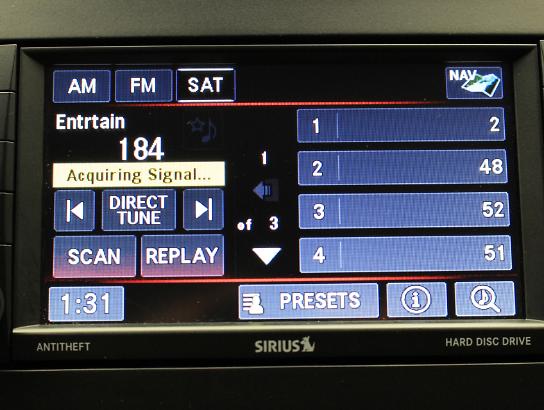 AM FM SAT NAV
Entrtain
184
Acquiring Signal...
DIRECT
TUNE
SCAN REPLAY
1
of 3
1 2
2 48
3 52
4 51
1:31 PRESETS
ANTITHEFT SIRIUS HARD DISC DRIVE